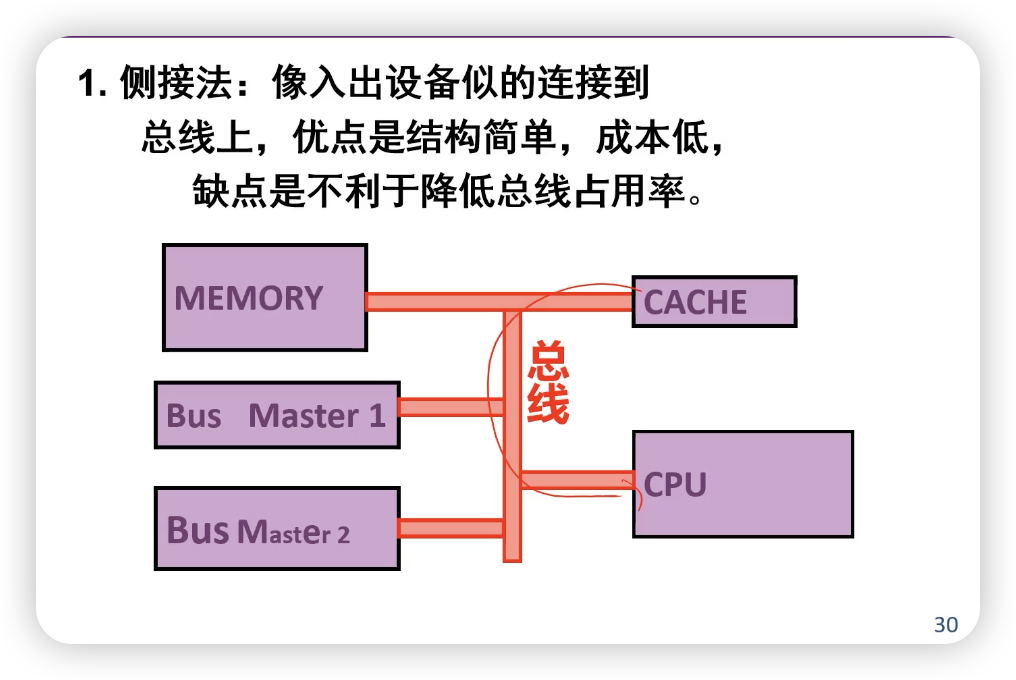 1. 侧接法：像入出设备似的连接到
总线上，优点是结构简单，成本低，
缺点是不利于降低总线占用率。
MEMORY
CACHE
总线
Bus Master 1
CPU
Bus Master 2
30